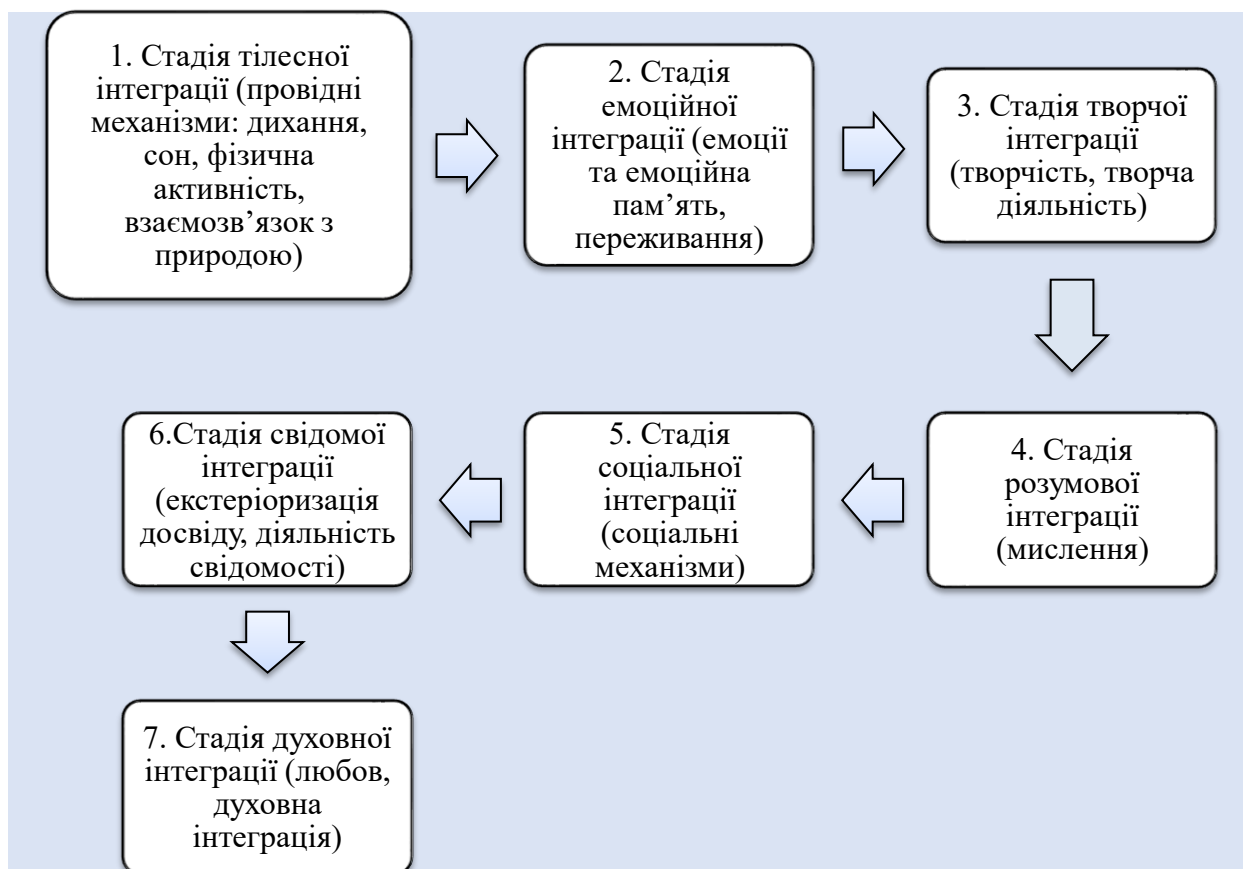 1. Стадія тілесної
інтеграції (провідні
механізми: дихання,
сон, фізична
активність,
взаємозв’язок з
природою)
2. Стадія
емоційної
інтеграції (емоції
та емоційна
пам’ять,
переживання)
3. Стадія творчої
інтеграції
(творчість, творча
діяльність)
4. Стадія
розумової
інтеграції
(мислення)
5. Стадія
соціальної
інтеграції
(соціальні
механізми)
6.Стадія свідомої
інтеграції
(екстеріоризація
досвіду, діяльність
свідомості)
7. Стадія духовної
інтеграції (любов,
духовна
інтеграція)